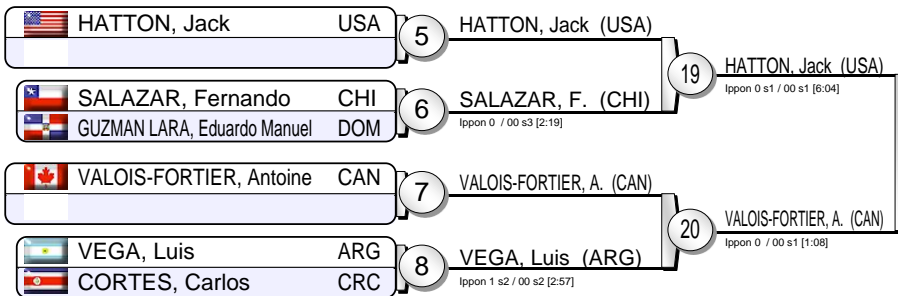 HATTON, Jack USA
5
HATTON, Jack (USA)
19
HATTON, Jack (USA)
Ippon 0 s1 / 00 s1 [6:04]
SALAZAR, Fernando CHI
GUZMAN LARA, Eduardo Manuel DOM
6
SALAZAR, F. (CHI)
Ippon 0 / 00 s3 [2:19]
VALOIS-FORTIER, Antoine CAN
7
VALOIS-FORTIER, A. (CAN)
20
VALOIS-FORTIER, A. (CAN)
Ippon 0 / 00 s1 [1:08]
VEGA, Luis ARG
CORTES, Carlos CRC
8
VEGA, Luis (ARG)
Ippon 1 s2 / 00 s2 [2:57]